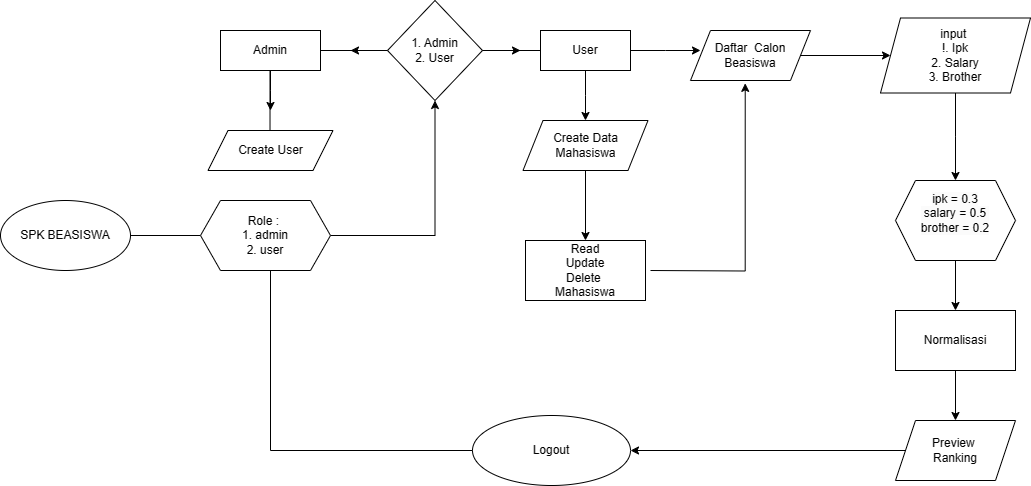 Admin
1. Admin
2. User
User
Daftar Calon
Beasiswa
input
!. Ipk
2. Salary
3. Brother
Create User
Create Data
Mahasiswa
SPK BEASISWA
Role :
1. admin
2. user
Read
Update
Delete
Mahasiswa
ipk = 0.3
salary = 0.5
brother = 0.2
Normalisasi
Logout
Preview
Ranking